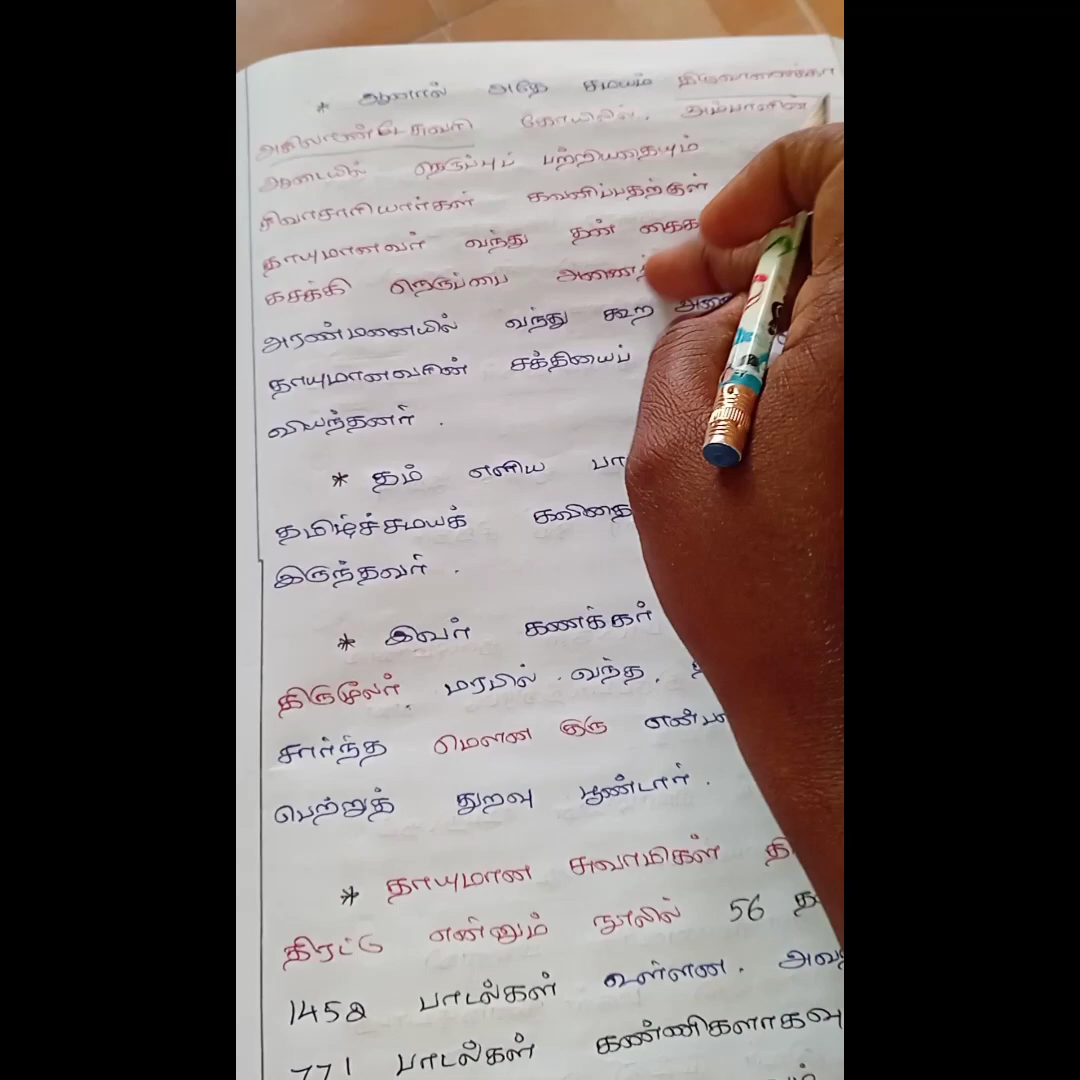 * ஆனால் அதே சமயம் திருவானைக்கா
அகிலாண்டேசுவரி கோயிலில், அம்பாளின்
ஆடையில் நெருப்புப் பற்றியதையும்
சிவாசாரியார்கள் கவனிப்பதற்குள்
தாயுமானவர் வந்து தன்
கசக்கி நெருப்பை
அரண்மனையில் வந்து கூற
தாயுமானவரின் சக்தியைப்
வியந்தனர்.
* தம் எளிய
தமிழ்ச்சமயக்
இருந்தவர்.
* இவர் கணக்கர்
திருமூலர் மரபில் வந்த,
சார்ந்த மௌன குரு
பெற்றுத் துறவு பூண்டார்.
* தாயுமான சுவாமிகள்
திரட்டு என்னும் நூலில் 56
1452 பாடல்கள் உள்ளன.
771 பாடல்கள் கண்ணிகளாகவு